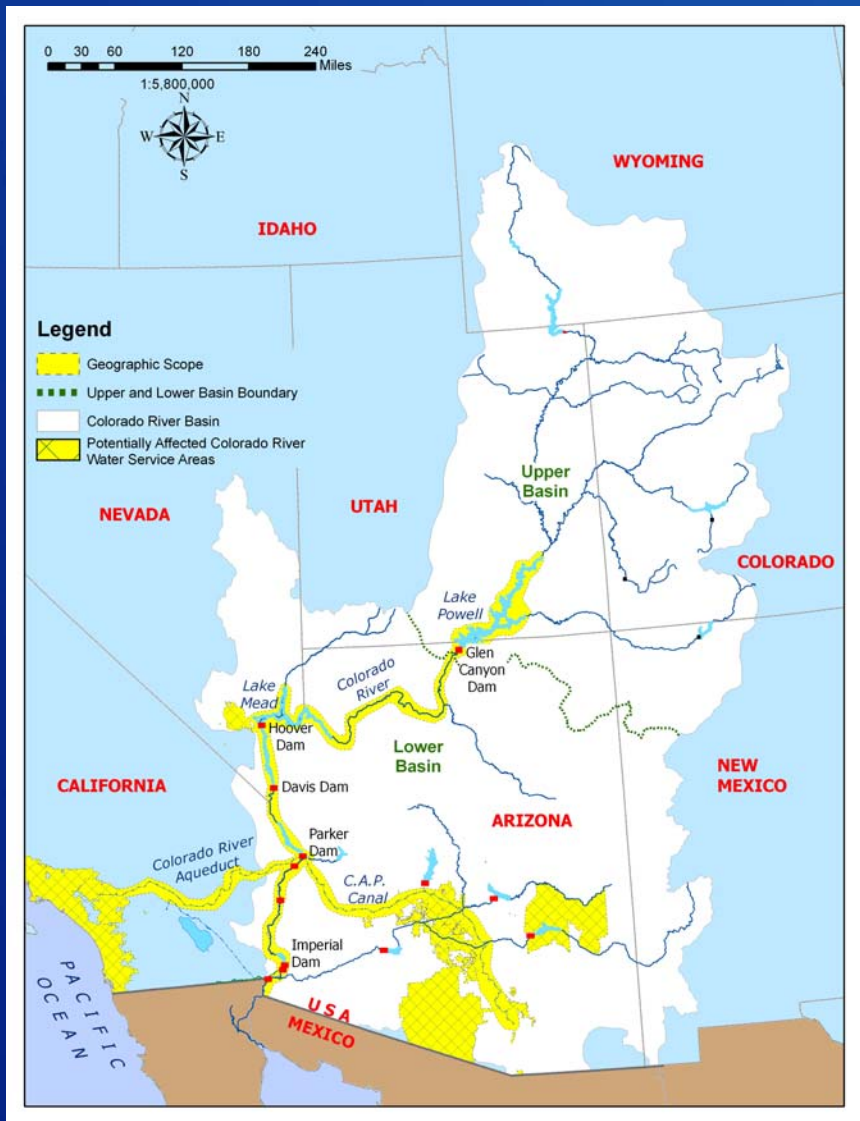 0 30 60 120 180 240
Miles
1:5,800,000
N
W E
S
WYOMING
IDAHO
Legend
Geographic Scope
Upper and Lower Basin Boundary
Colorado River Basin
Potentially Affected Colorado River
Water Service Areas
Upper
Basin
NEVADA
UTAH
COLORADO
Lake
Powell
Glen
Canyon
Dam
Colorado
River
Lake
Mead
Hoover
Dam
Lower
Basin
NEW
MEXICO
CALIFORNIA
Davis Dam
ARIZONA
Parker
Dam
Colorado River
Aqueduct
C.A.P.
Canal
Imperial
Dam
PACIFIC
OCEAN
USA
MEXICO